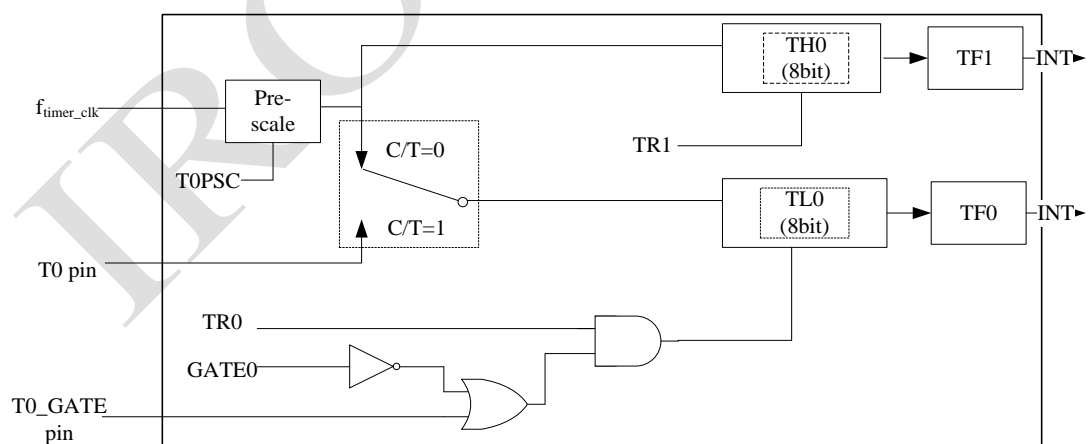 TH0
(8bit)
TF1
INT
f_timer_clk
Pre-
scale
C/T=0
TR1
T0PSC
TL0
(8bit)
TF0
INT
C/T=1
T0 pin
TR0
GATE0
T0_GATE
pin